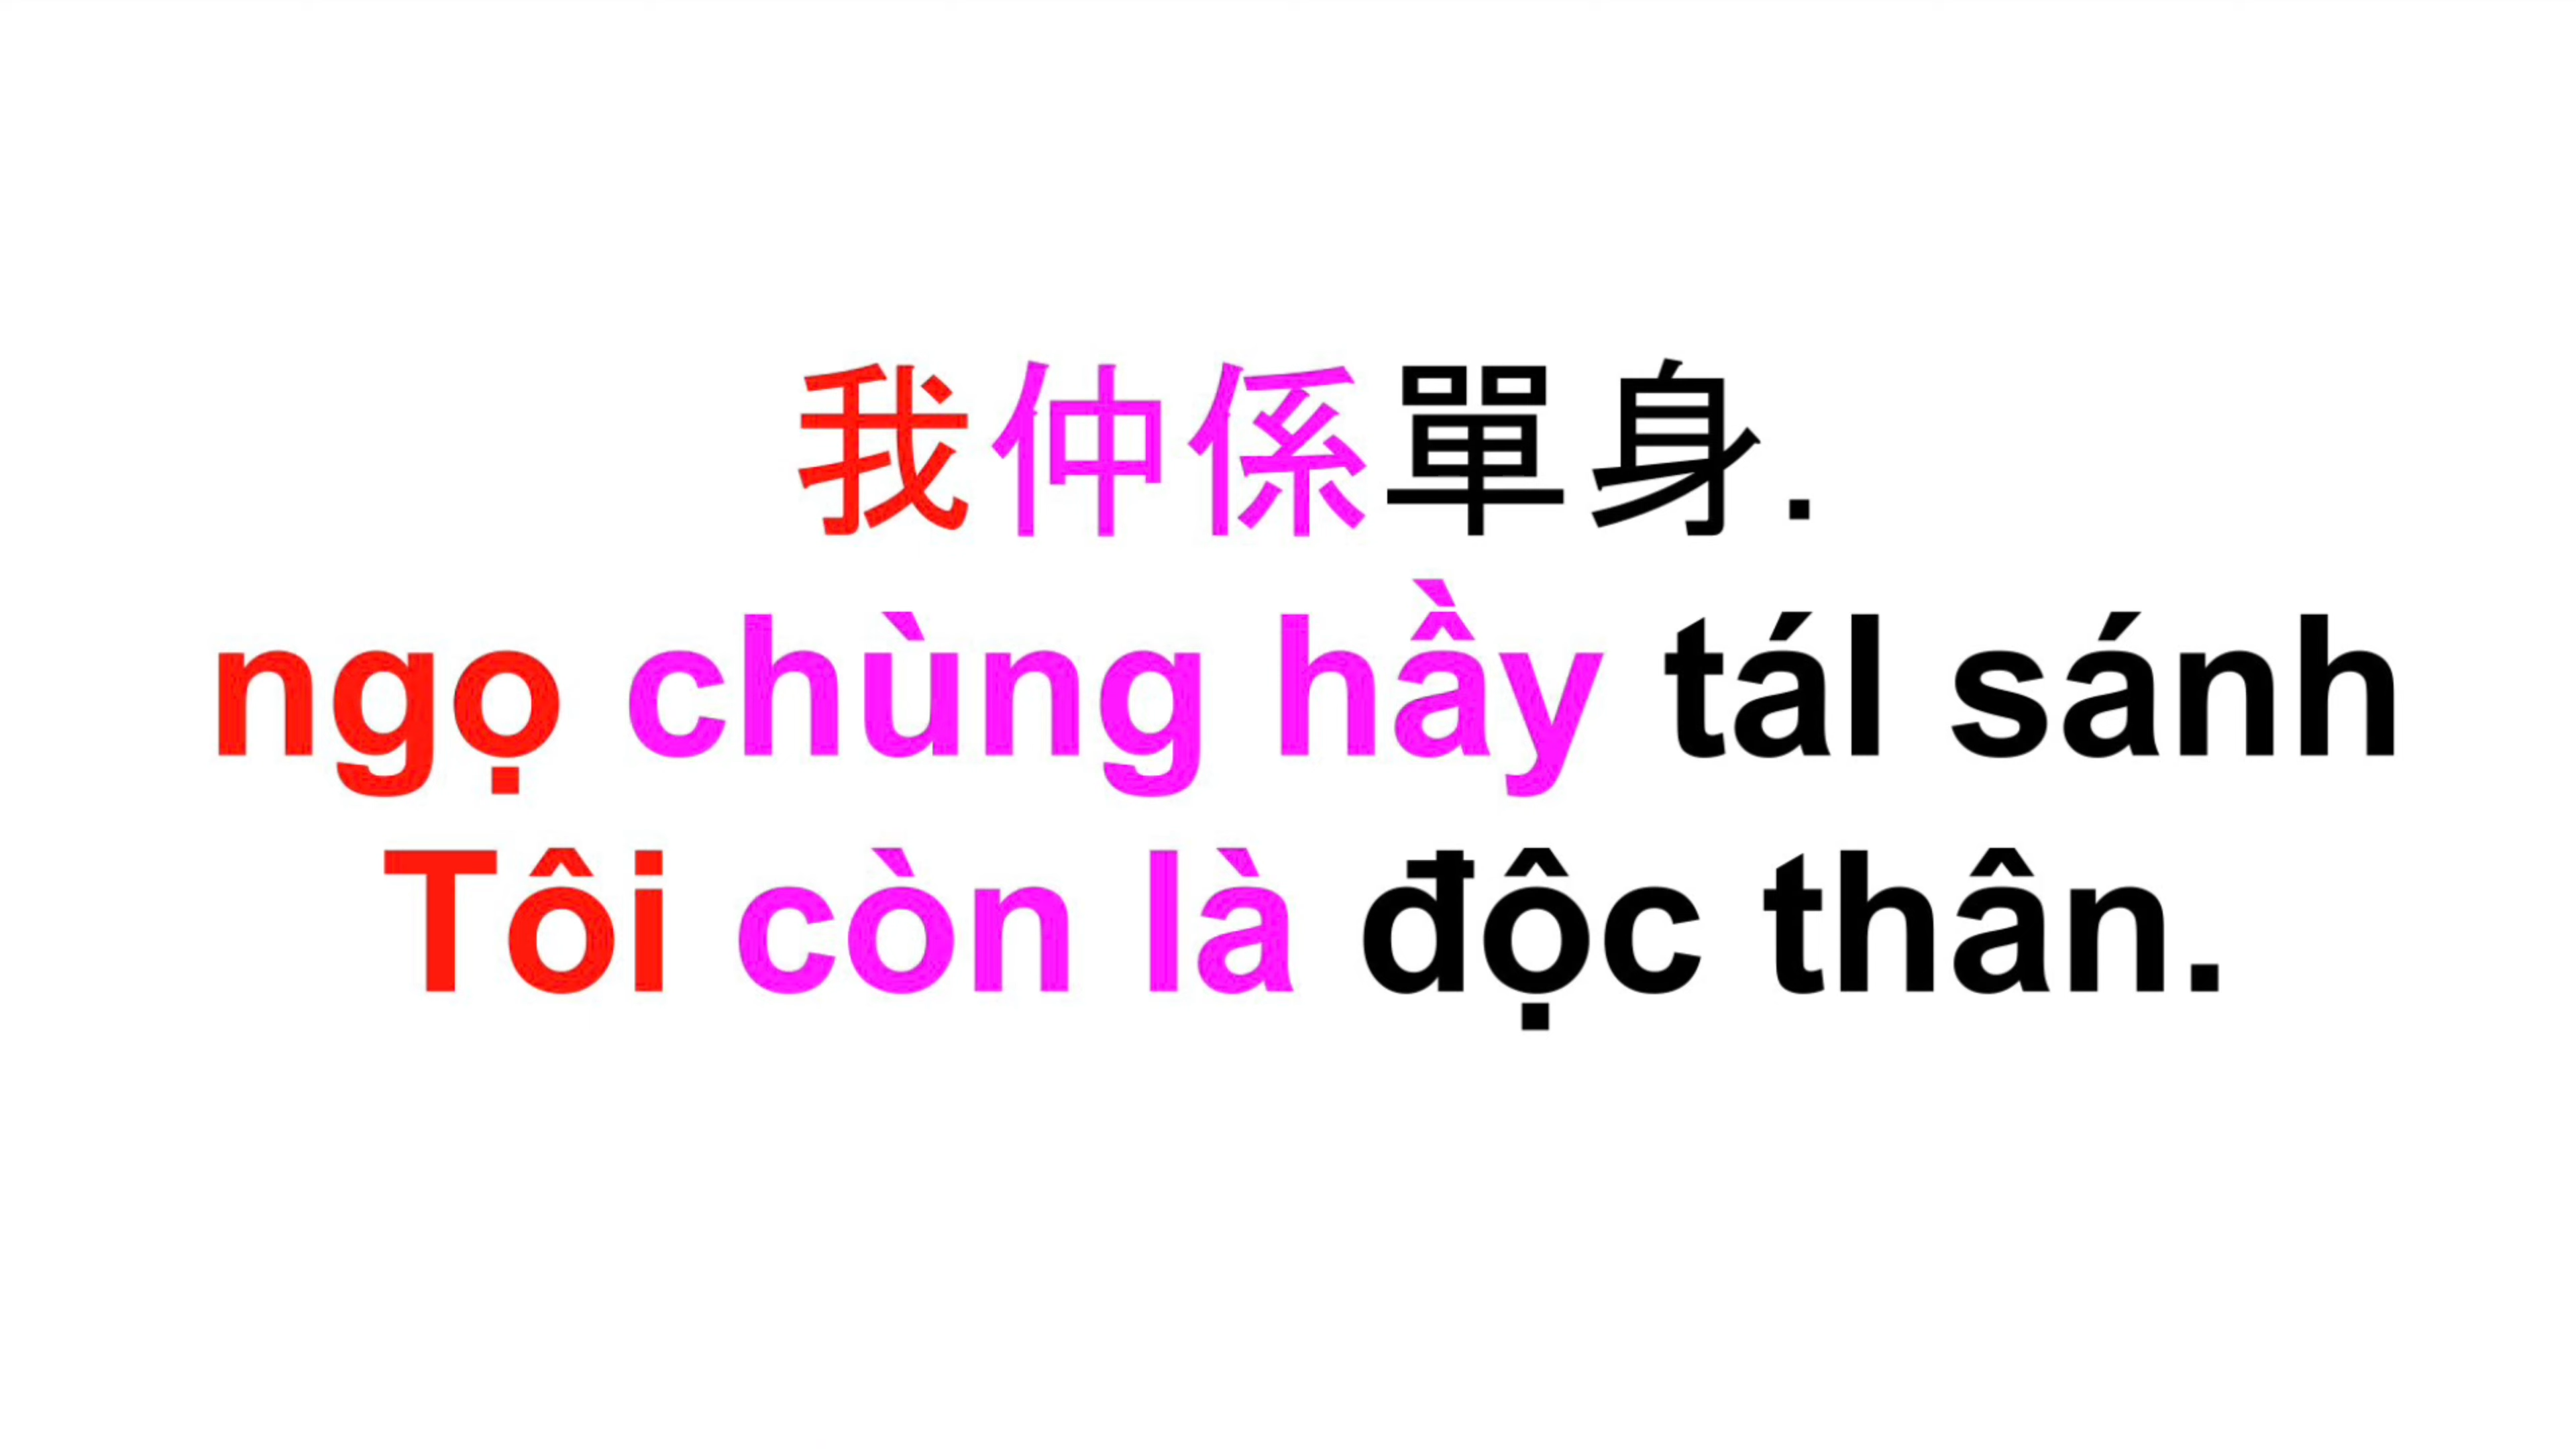 我仲係單身.
ngọ chùng hầy tál sánh
Tôi còn là độc thân.